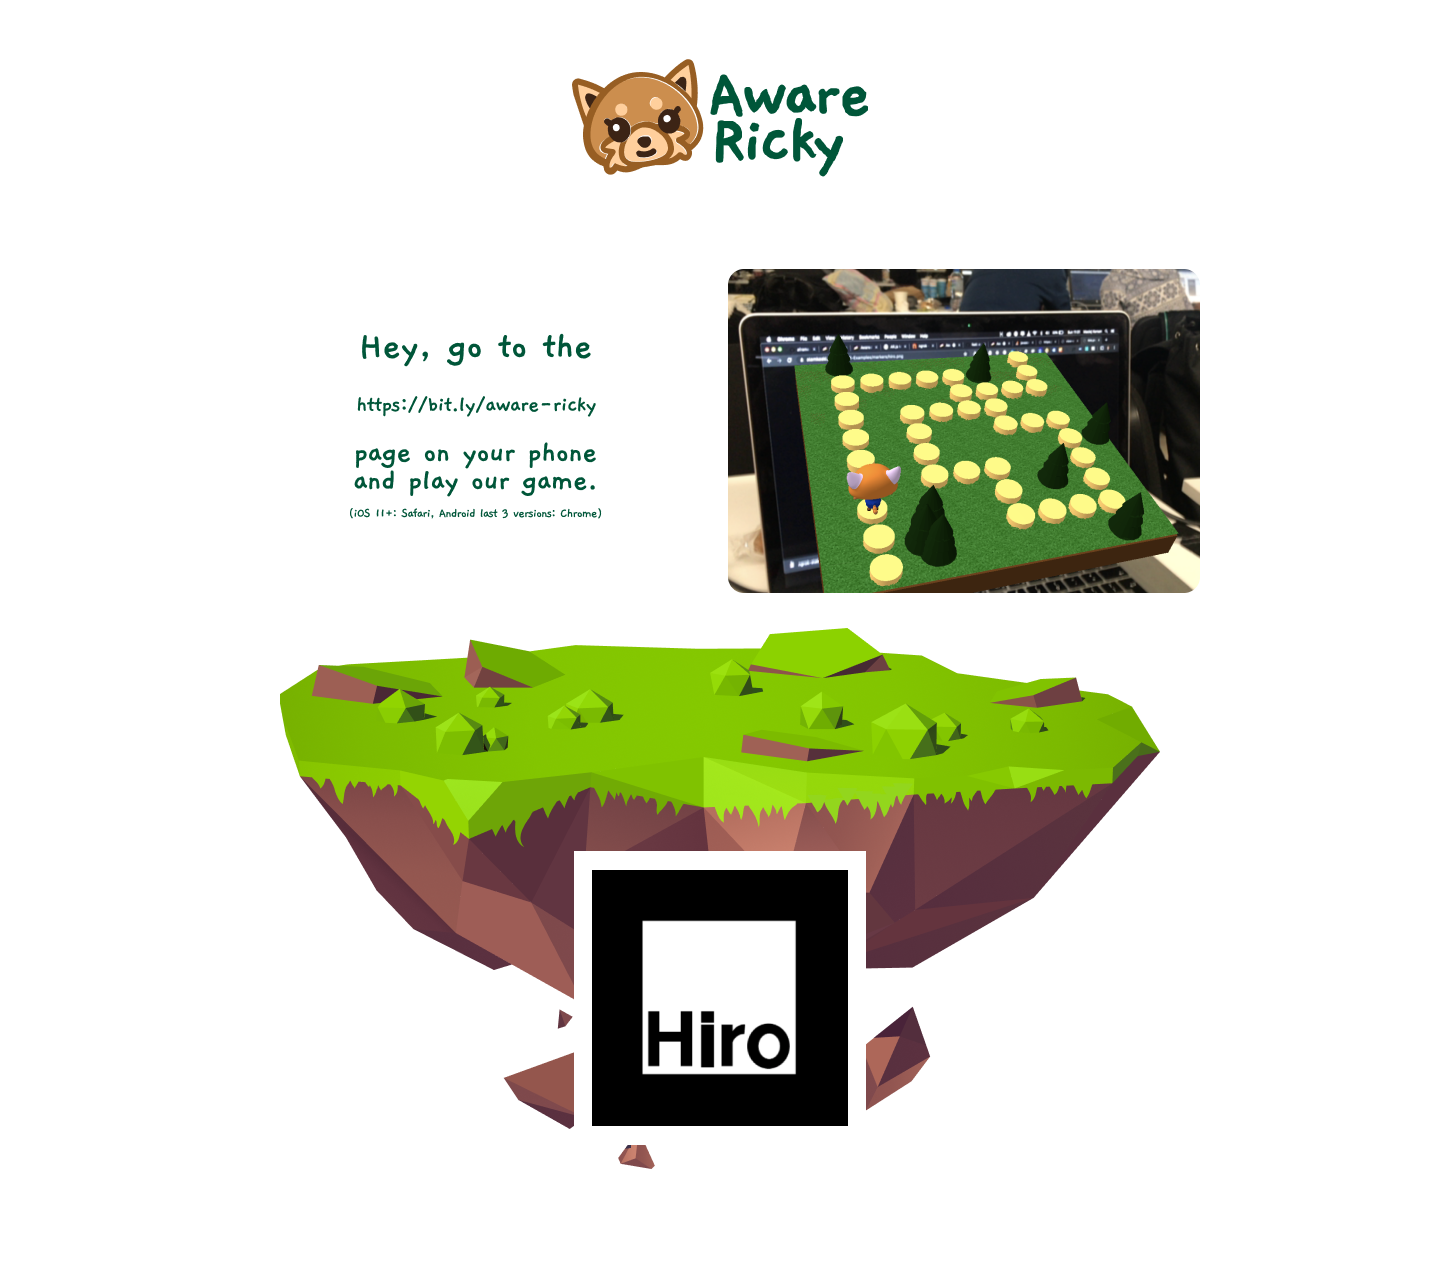 Aware
Ricky
Hey, go to the
https://bit.ly/aware-ricky
page on your phone
and play our game.
(iOS 11+: Safari, Android last 3 versions: Chrome)
Hiro